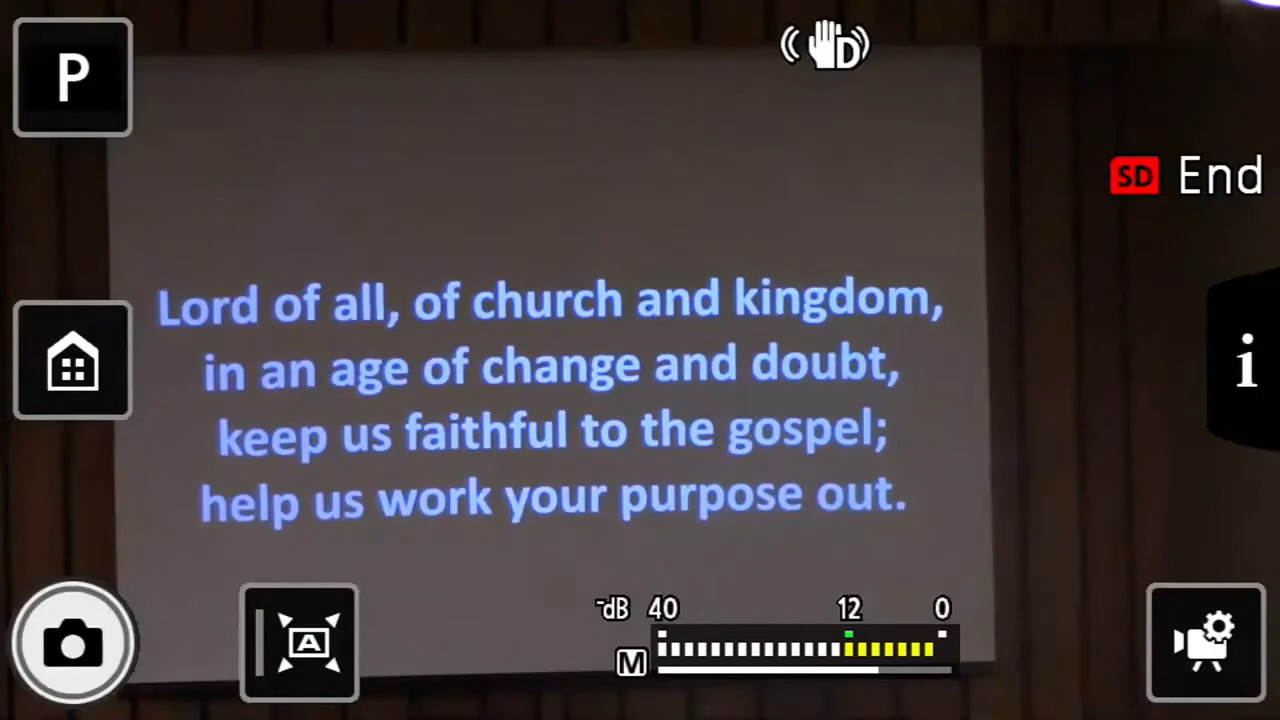 P
D
SD End
Lord of all, of church and kingdom,
in an age of change and doubt,
keep us faithful to the gospel;
help us work your purpose out.
i
A
-dB 40 12 0
M